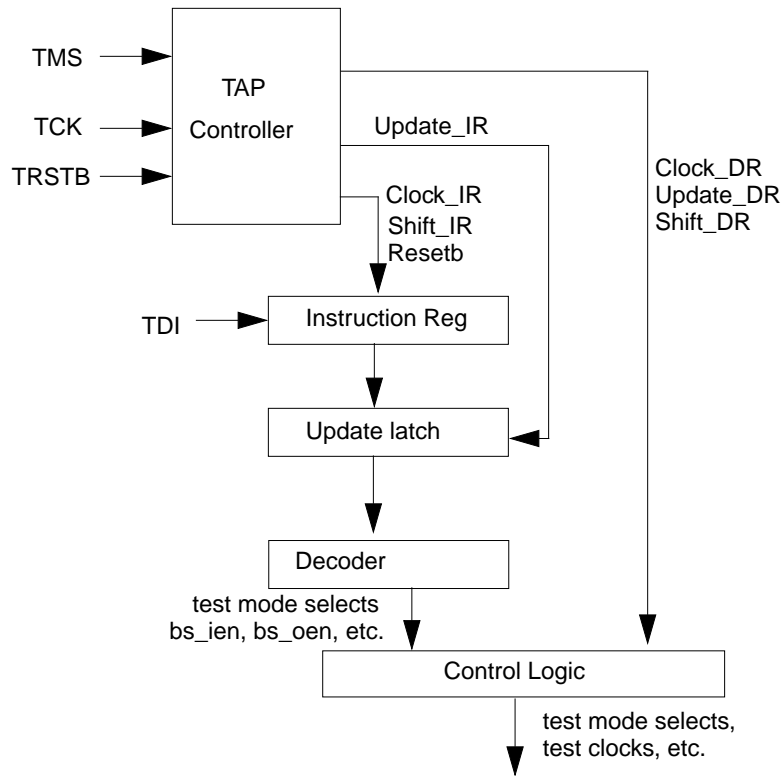 TMS
TAP
TCK
Controller
TRSTB
Update_IR
Clock_IR
Shift_IR
Resetb
Clock_DR
Update_DR
Shift_DR
TDI
Instruction Reg
Update latch
Decoder
test mode selects
bs_ien, bs_oen, etc.
Control Logic
test mode selects,
test clocks, etc.